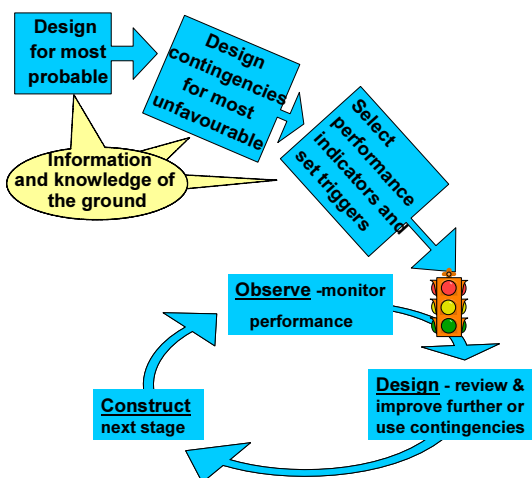 Design
for most
probable
Design
contingencies
for most
unfavourable
Select
performance
indicators and
set triggers
Information
and knowledge of
the ground
Observe -monitor
performance
Design - review &
improve further or
use contingencies
Construct
next stage